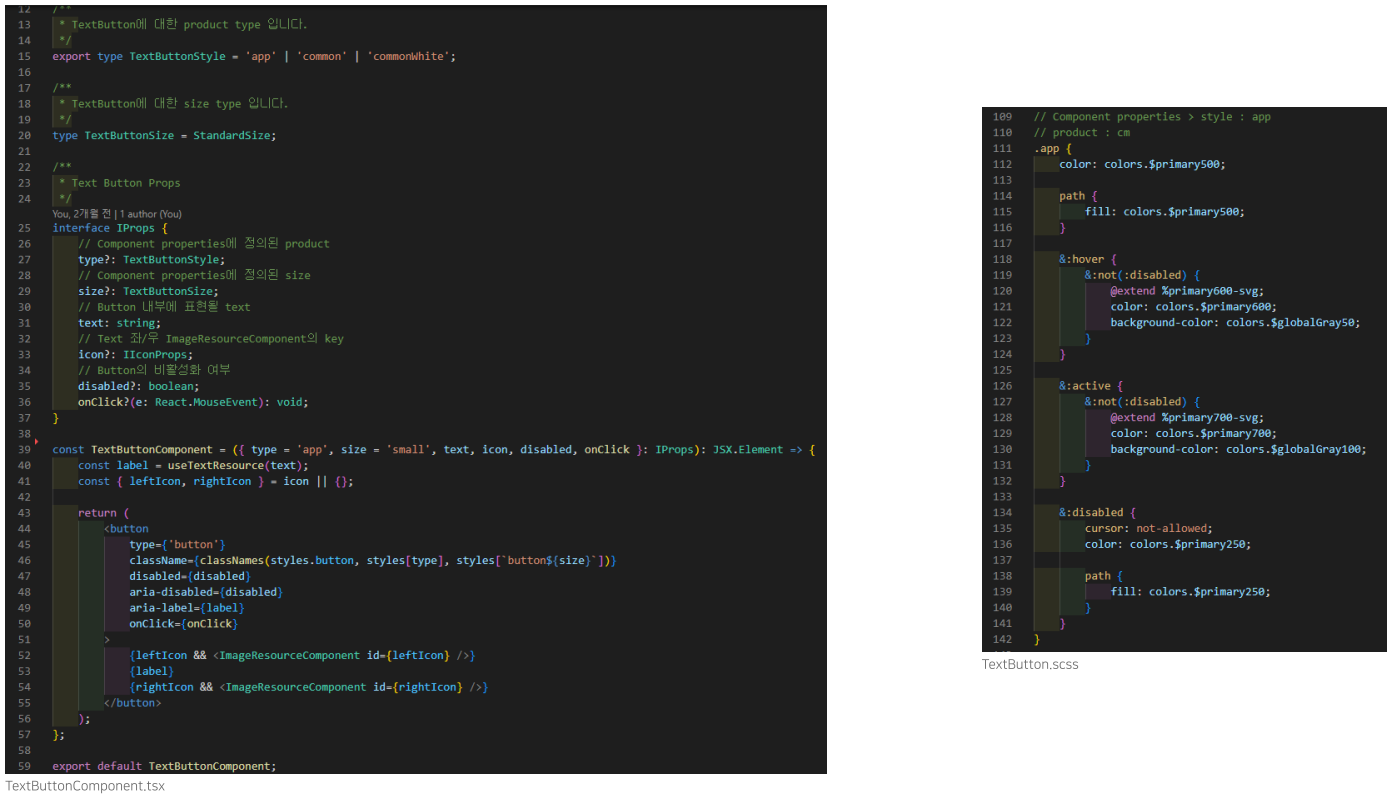 12 /**
13  * TextButton에 대한 product type 입니다.
14  */
15 export type TextButtonStyle = 'app' | 'common' | 'commonWhite';
16
17 /**
18  * TextButton에 대한 size type 입니다.
19  */
20 type TextButtonSize = StandardSize;
21
22 /**
23  * Text Button Props
24  */
You, 2개월 전 | 1 author (You)
25 interface IProps {
26     // Component properties에 정의된 product
27     type?: TextButtonStyle;
28     // Component properties에 정의된 size
29     size?: TextButtonSize;
30     // Button 내부에 표현될 text
31     text: string;
32     // Text 좌/우 ImageResourceComponent의 key
33     icon?: IIconProps;
34     // Button의 비활성화 여부
35     disabled?: boolean;
36     onClick?(e: React.MouseEvent): void;
37 }
38
39 const TextButtonComponent = ({ type = 'app', size = 'small', text, icon, disabled, onClick }: IProps): JSX.Element => {
40     const label = useTextResource(text);
41     const { leftIcon, rightIcon } = icon || {};
42
43     return (
44         <button
45             type={'button'}
46             className={classNames(styles.button, styles[type], styles[`button${size}`])}
47             disabled={disabled}
48             aria-disabled={disabled}
49             aria-label={label}
50             onClick={onClick}
51         >
52             {leftIcon && <ImageResourceComponent id={leftIcon} />}
53             {label}
54             {rightIcon && <ImageResourceComponent id={rightIcon} />}
55         </button>
56     );
57 };
58
59 export default TextButtonComponent;
TextButtonComponent.tsx
109 // Component properties > style : app
110 // product : cm
111 .app {
112     color: colors.$primary500;
113
114     path {
115         fill: colors.$primary500;
116     }
117
118     &:hover {
119         &:not(:disabled) {
120             @extend %primary600-svg;
121             color: colors.$primary600;
122             background-color: colors.$globalGray50;
123         }
124     }
125
126     &:active {
127         &:not(:disabled) {
128             @extend %primary700-svg;
129             color: colors.$primary700;
130             background-color: colors.$globalGray100;
131         }
132     }
133
134     &:disabled {
135         cursor: not-allowed;
136         color: colors.$primary250;
137
138         path {
139             fill: colors.$primary250;
140         }
141     }
142 }
TextButton.scss